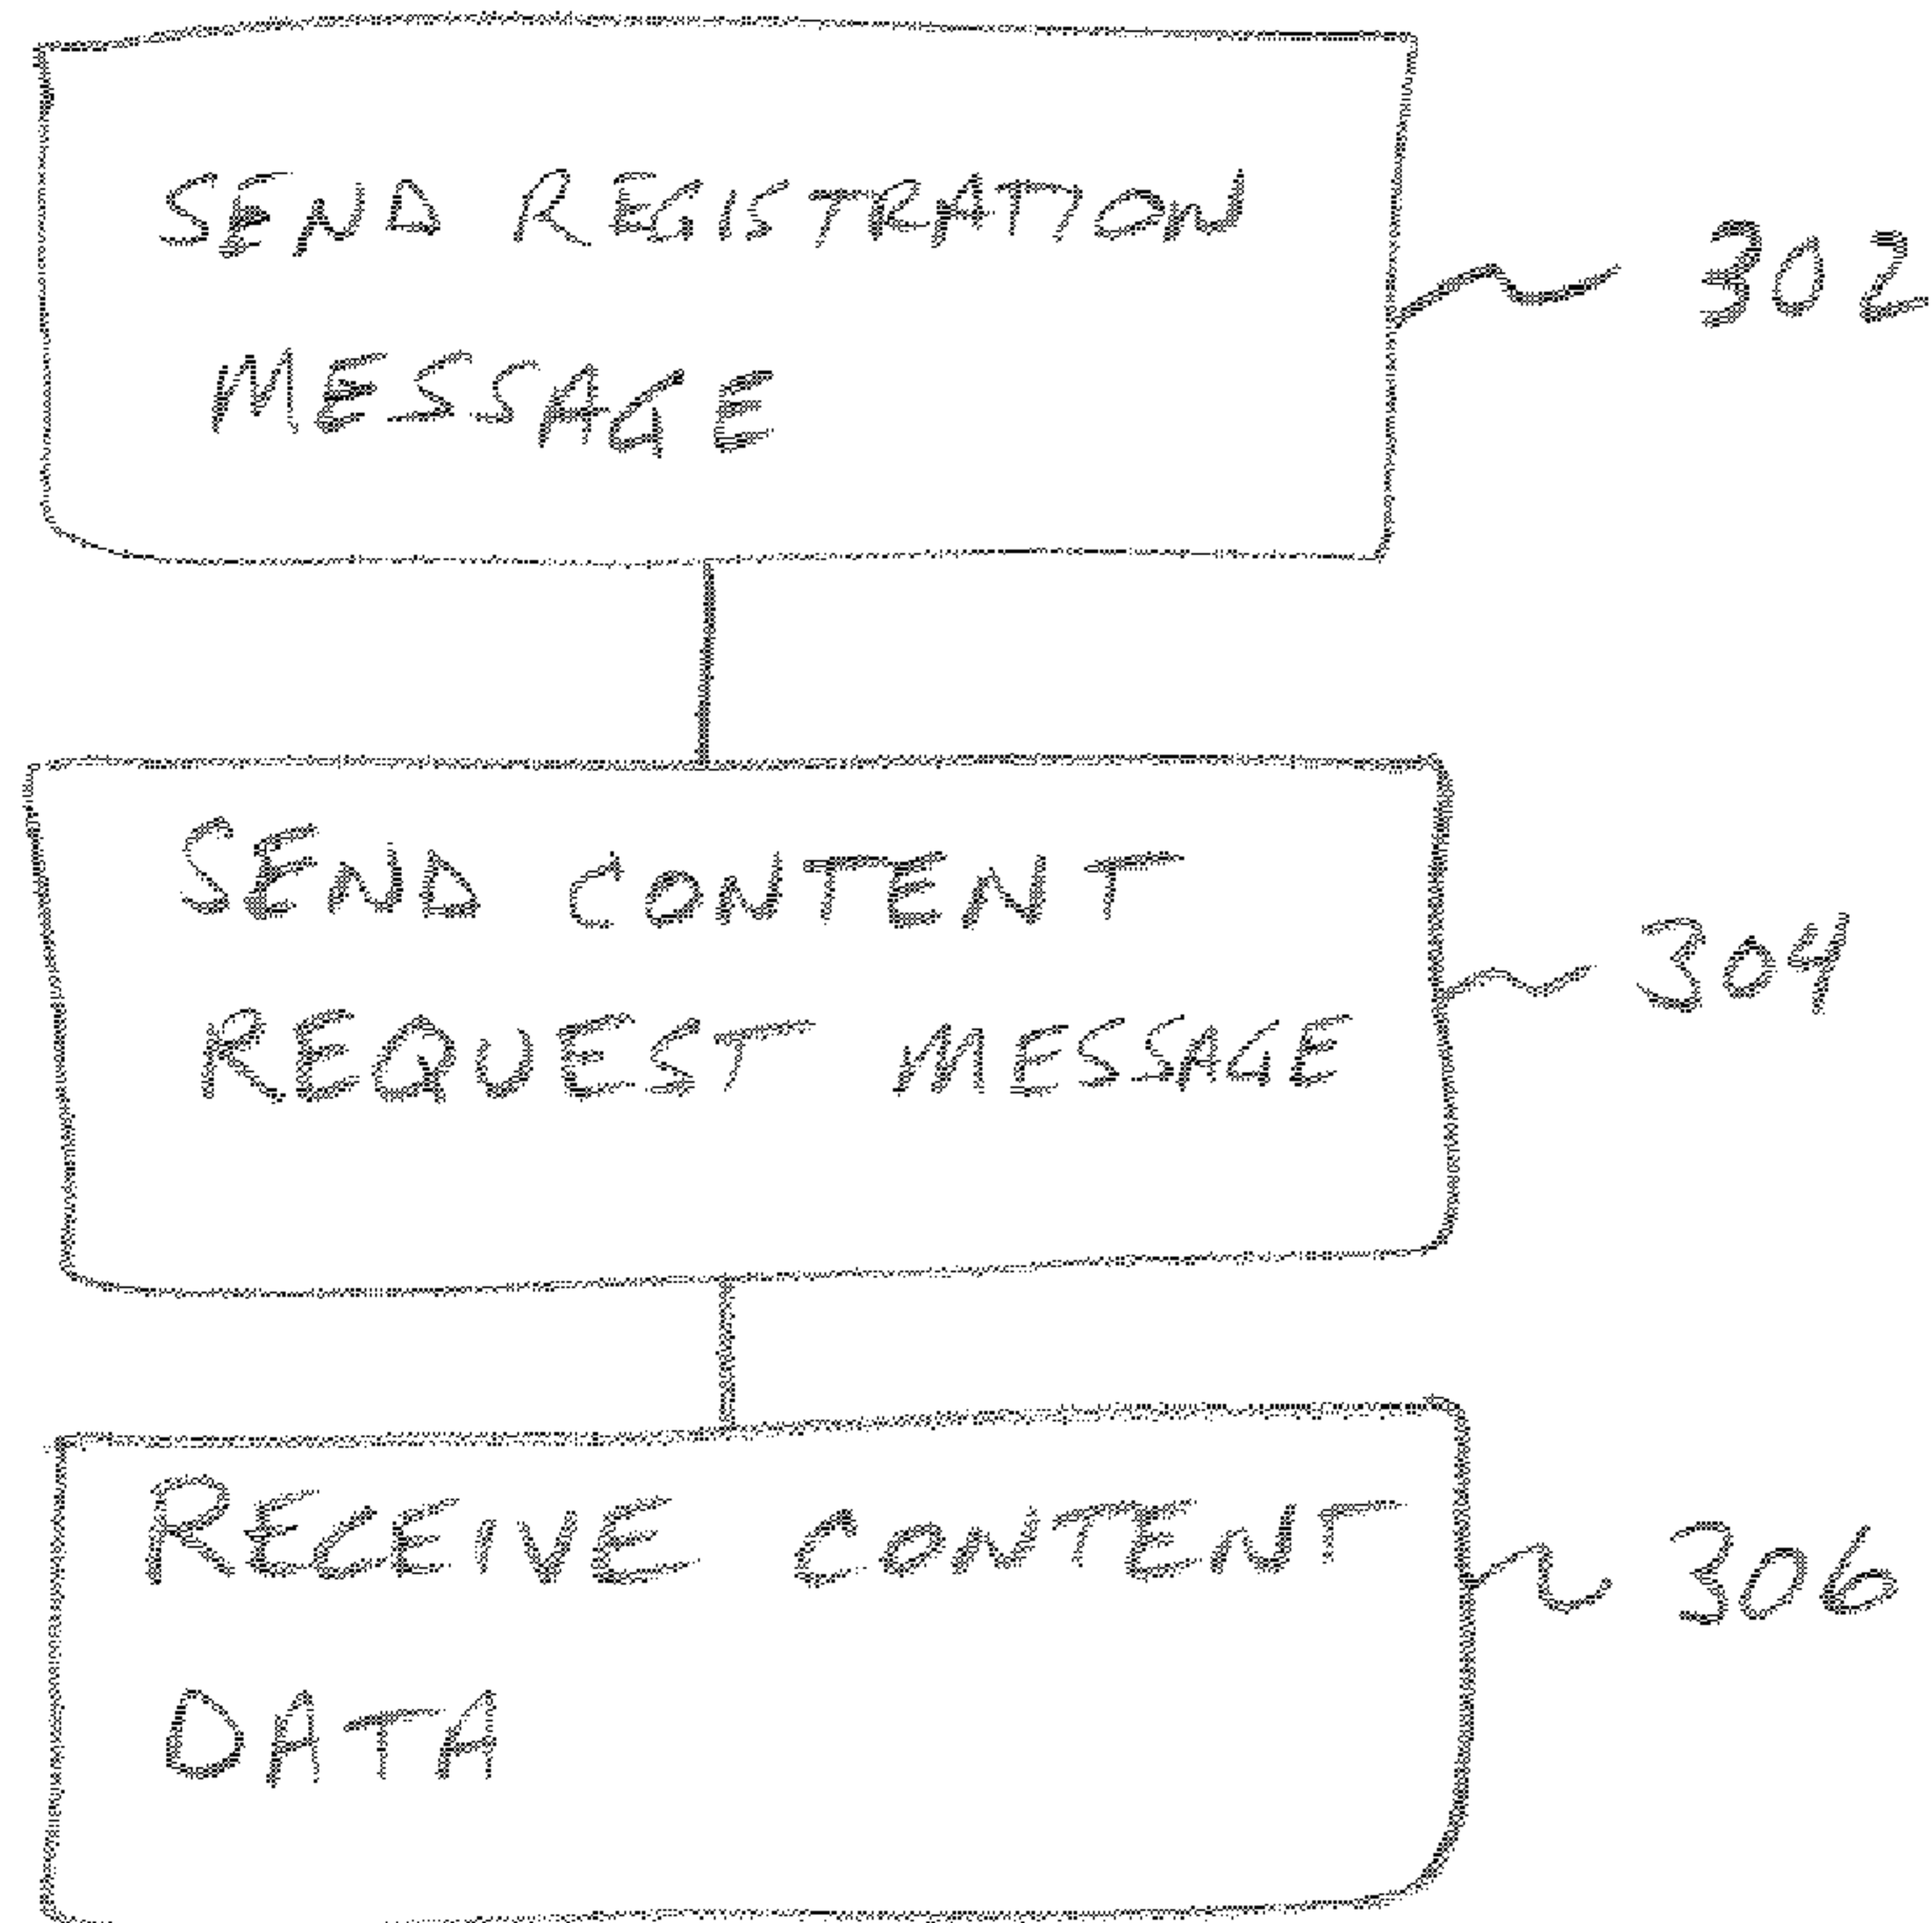 SEND REGISTRATION
MESSAGE
302
SEND CONTENT
REQUEST MESSAGE
304
RECEIVE CONTENT
DATA
306